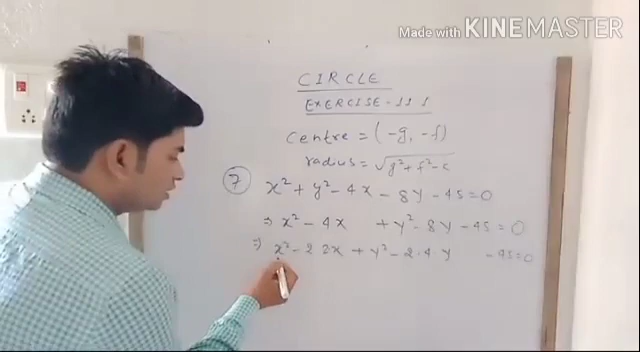 Made with KINEMASTER
CIRCLE
EXERCISE-11.1
Centre = (-g, -f)
radius = √g²+f²-c
7 x² + y² - 4x - 8y - 45 = 0
⇒ x² - 4x + y² - 8y - 45 = 0
⇒ x² - 2 2x + y² - 2.4.y - 45 = 0